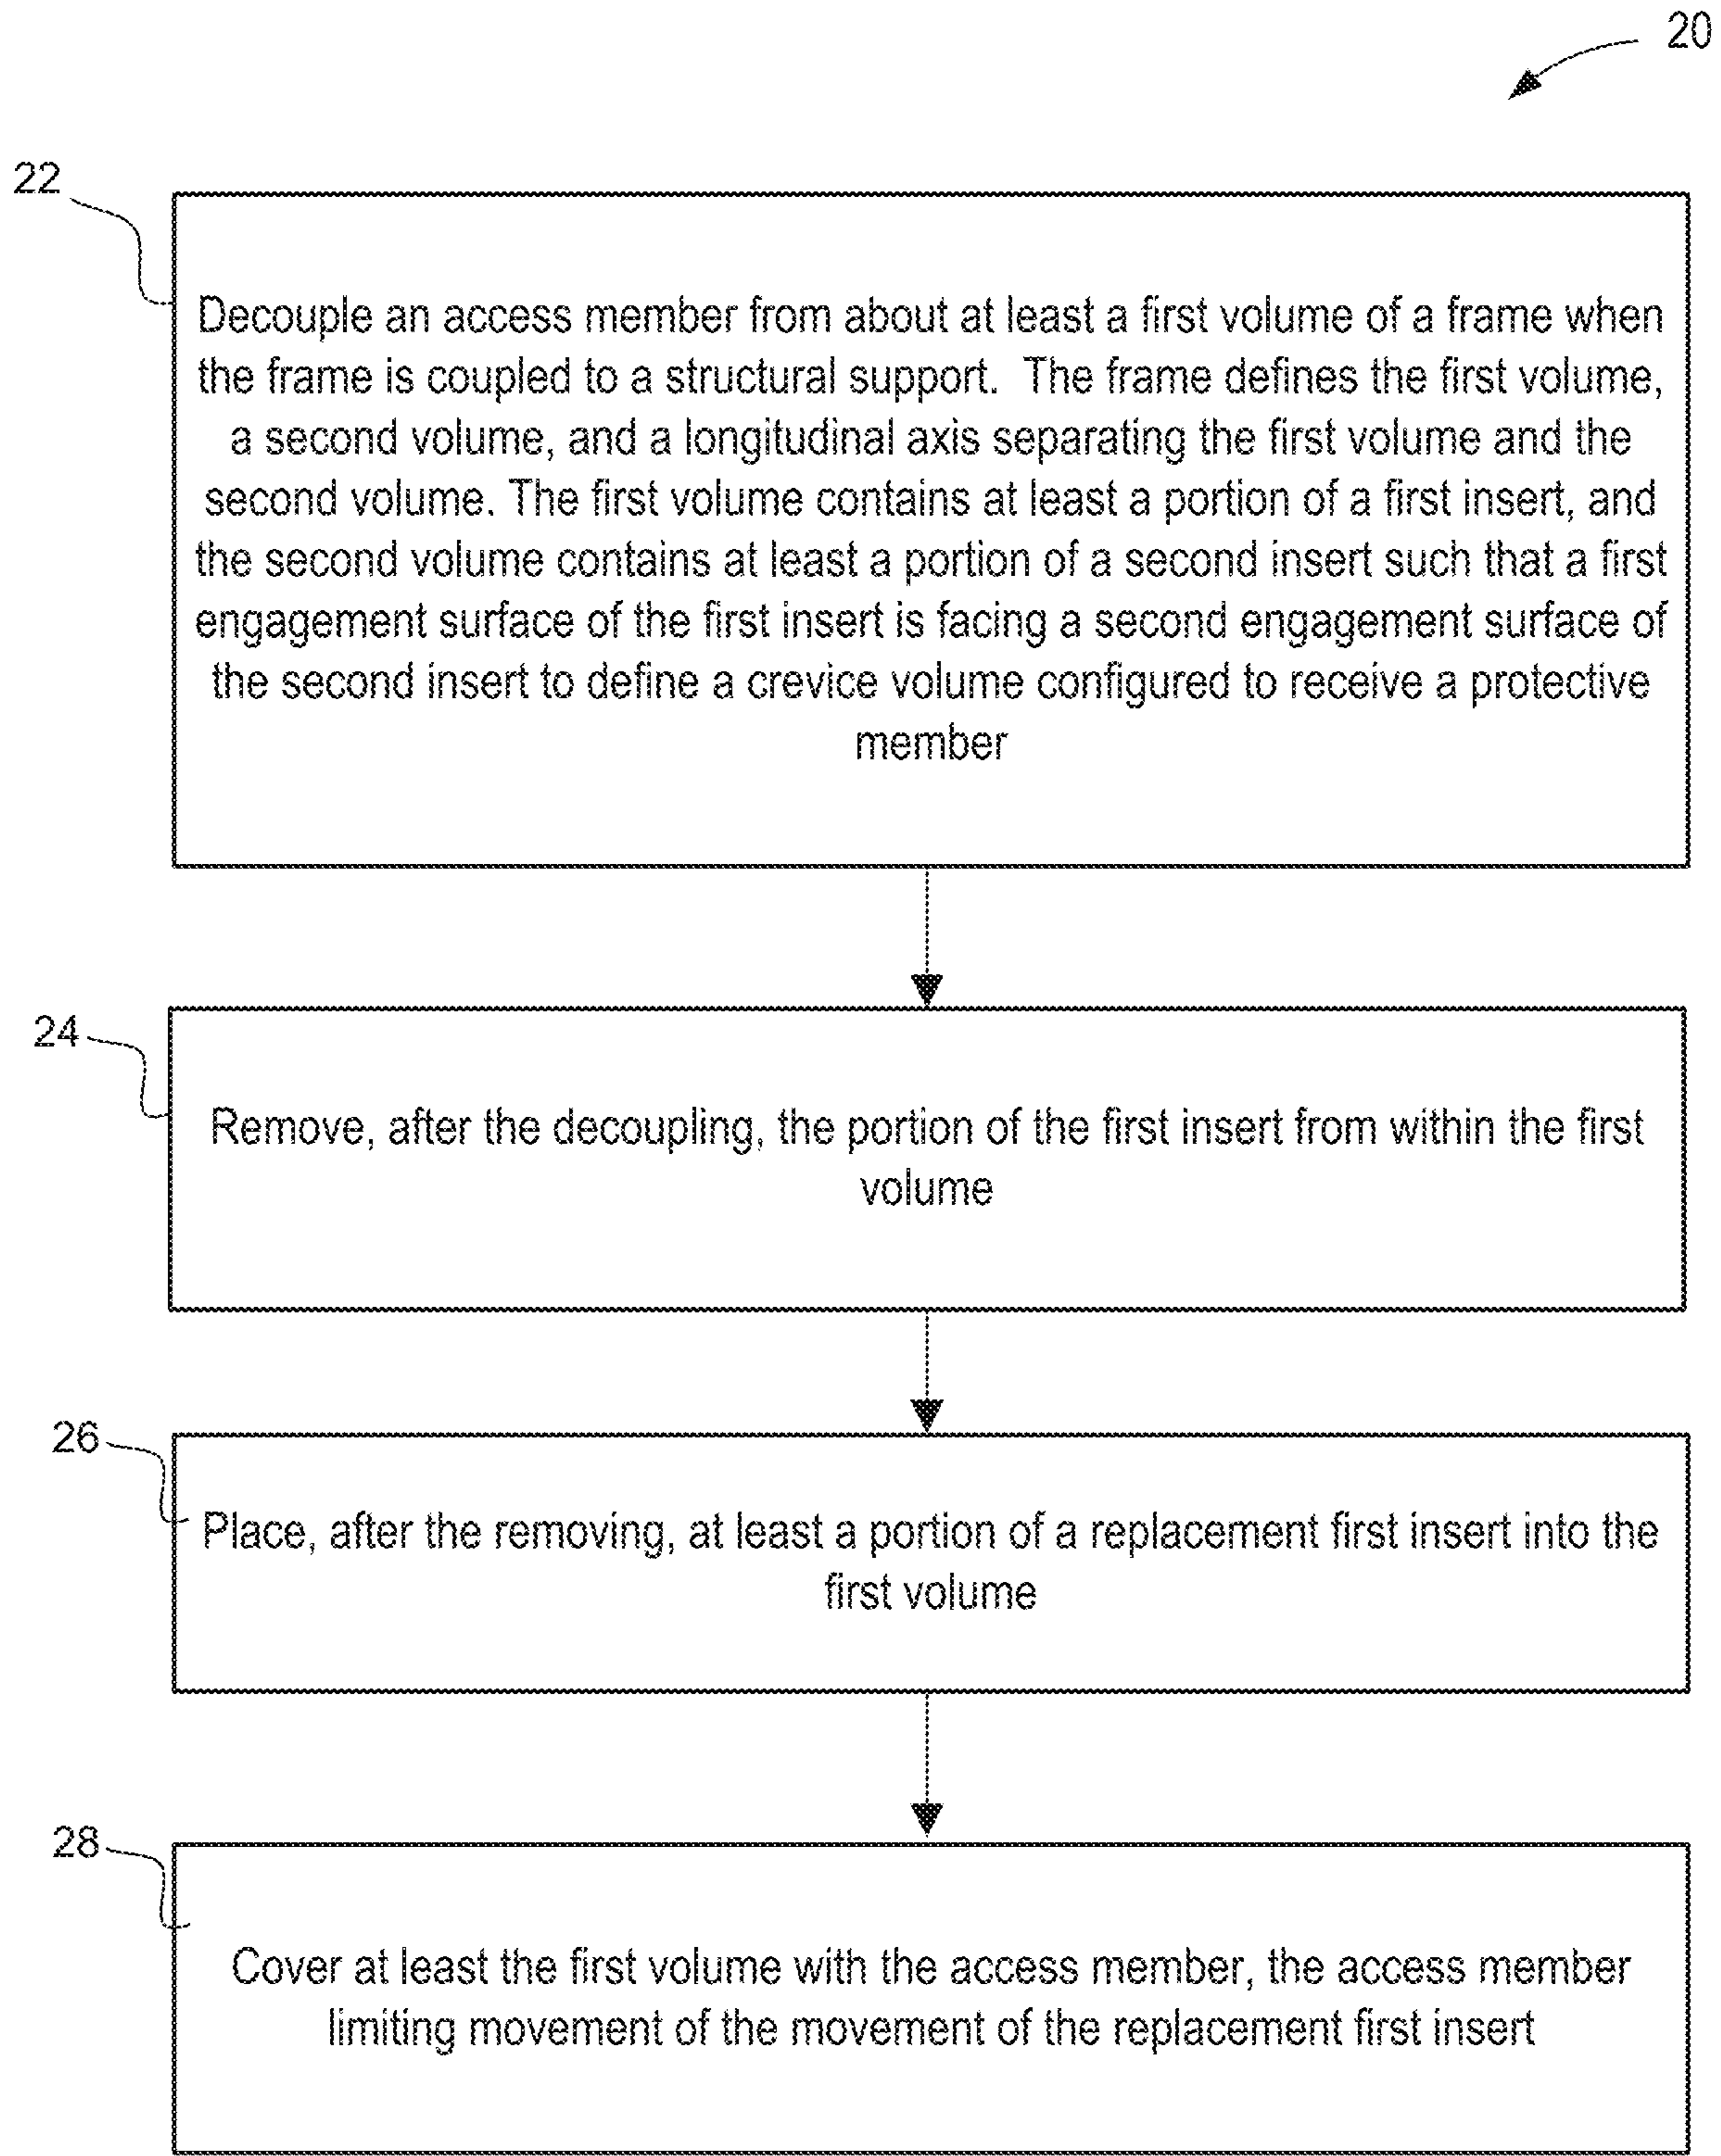 20
22
Decouple an access member from about at least a first volume of a frame when
the frame is coupled to a structural support.  The frame defines the first volume,
a second volume, and a longitudinal axis separating the first volume and the
second volume. The first volume contains at least a portion of a first insert, and
the second volume contains at least a portion of a second insert such that a first
engagement surface of the first insert is facing a second engagement surface of
the second insert to define a crevice volume configured to receive a protective
member
24
Remove, after the decoupling, the portion of the first insert from within the first
volume
26
Place, after the removing, at least a portion of a replacement first insert into the
first volume
28
Cover at least the first volume with the access member, the access member
limiting movement of the movement of the replacement first insert